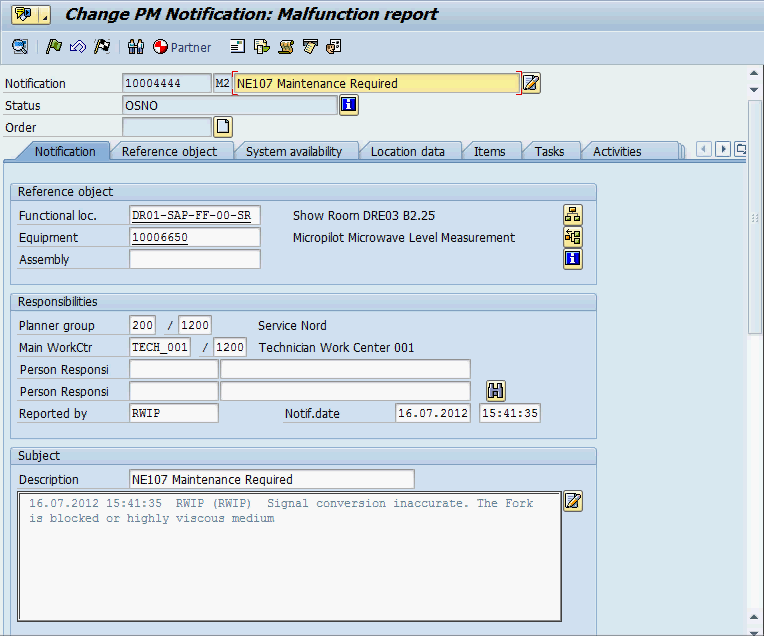 Change PM Notification: Malfunction report
Partner
Notification 10004444 M2 NE107 Maintenance Required
Status OSNO
Order
Notification Reference object System availability Location data Items Tasks Activities
Reference object
Functional loc. DR01-SAP-FF-00-SR Show Room DRE03 B2.25
Equipment 10006650 Micropilot Microwave Level Measurement
Assembly
Responsibilities
Planner group 200 / 1200 Service Nord
Main WorkCtr TECH_001 / 1200 Technician Work Center 001
Person Responsi
Person Responsi
Reported by RWIP Notif.date 16.07.2012 15:41:35
Subject
Description NE107 Maintenance Required
16.07.2012 15:41:35 RWIP (RWIP) Signal conversion inaccurate. The Fork
is blocked or highly viscous medium